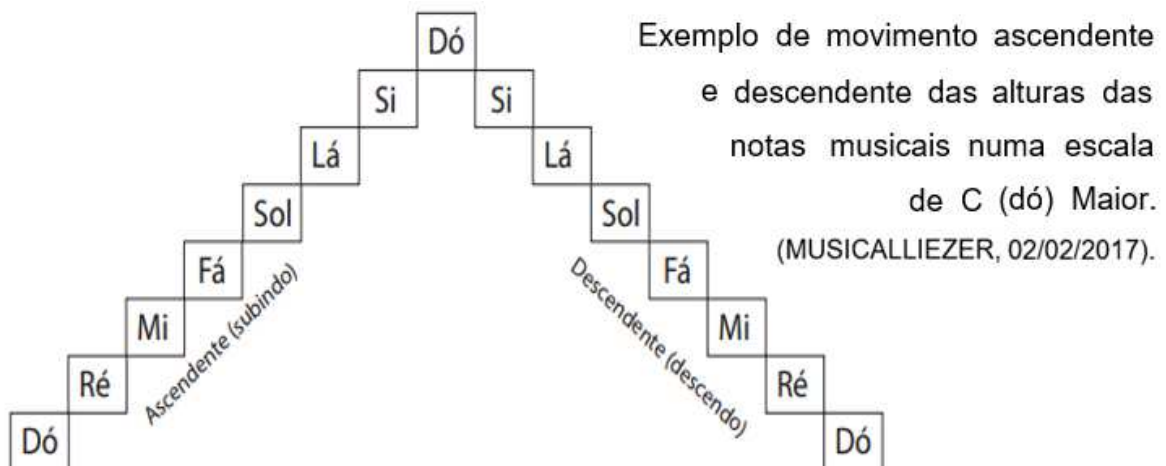 Dó
Exemplo de movimento ascendente
Si Si
e descendente das alturas das
Lá Lá
notas musicais numa escala
Sol Sol
de C (dó) Maior.
Fá Fá
(MUSICALLIEZER, 02/02/2017).
Ascendente (subindo)
Descendente (descendo)
Mi Mi
Ré Ré
Dó Dó